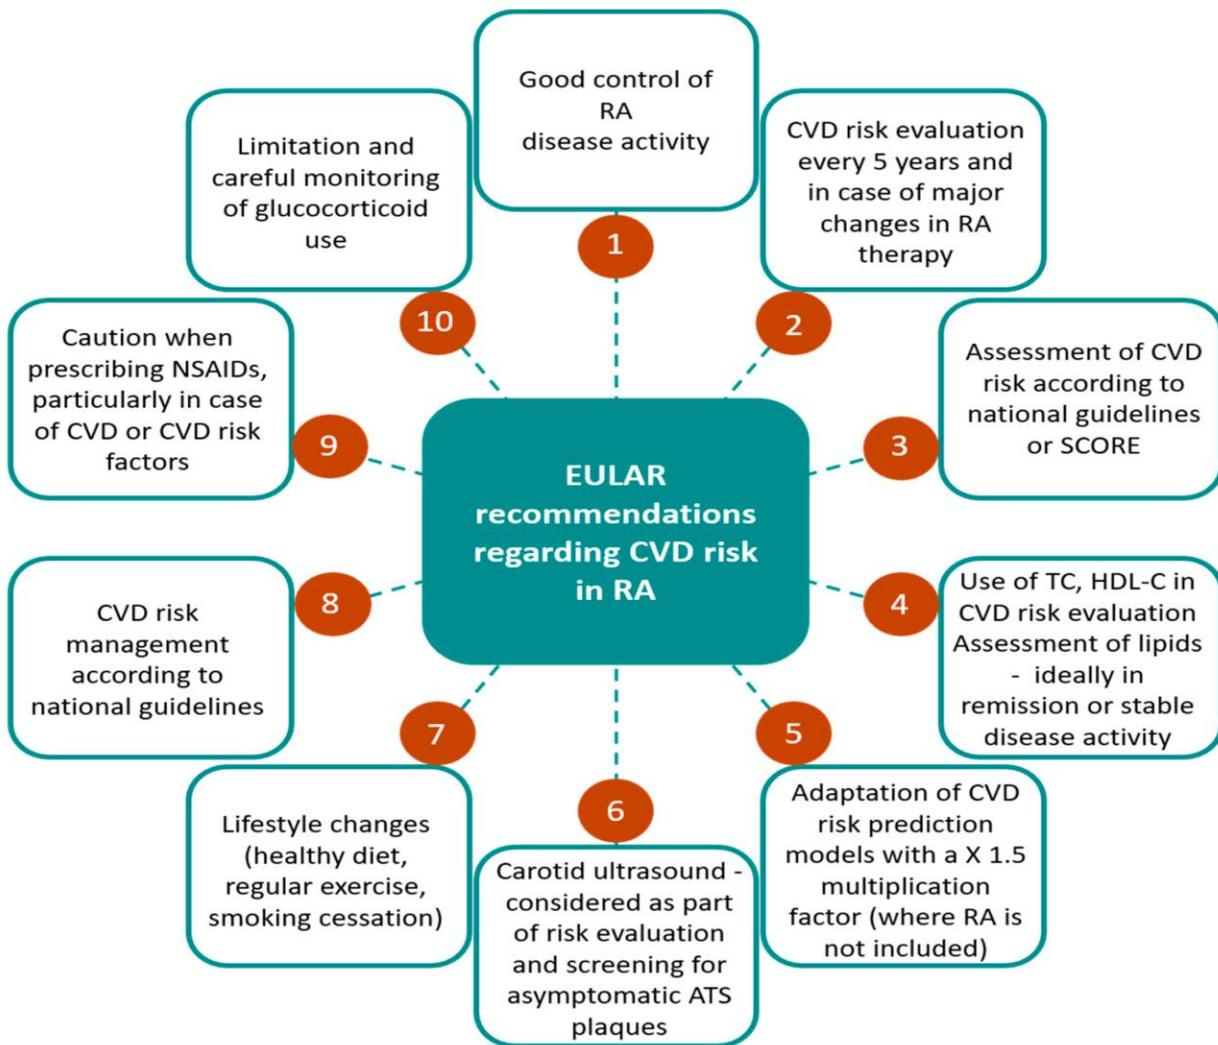 Good control of
RA
disease activity
1
CVD risk evaluation
every 5 years and
in case of major
changes in RA
therapy
2
Assessment of CVD
risk according to
national guidelines
or SCORE
3
Use of TC, HDL-C in
CVD risk evaluation
Assessment of lipids
- ideally in
remission or stable
disease activity
4
Adaptation of CVD
risk prediction
models with a X 1.5
multiplication
factor (where RA is
not included)
5
Carotid ultrasound -
considered as part
of risk evaluation
and screening for
asymptomatic ATS
plaques
6
Lifestyle changes
(healthy diet,
regular exercise,
smoking cessation)
7
CVD risk
management
according to
national guidelines
8
Caution when
prescribing NSAIDs,
particularly in case
of CVD or CVD risk
factors
9
Limitation and
careful monitoring
of glucocorticoid
use
10
EULAR
recommendations
regarding CVD risk
in RA